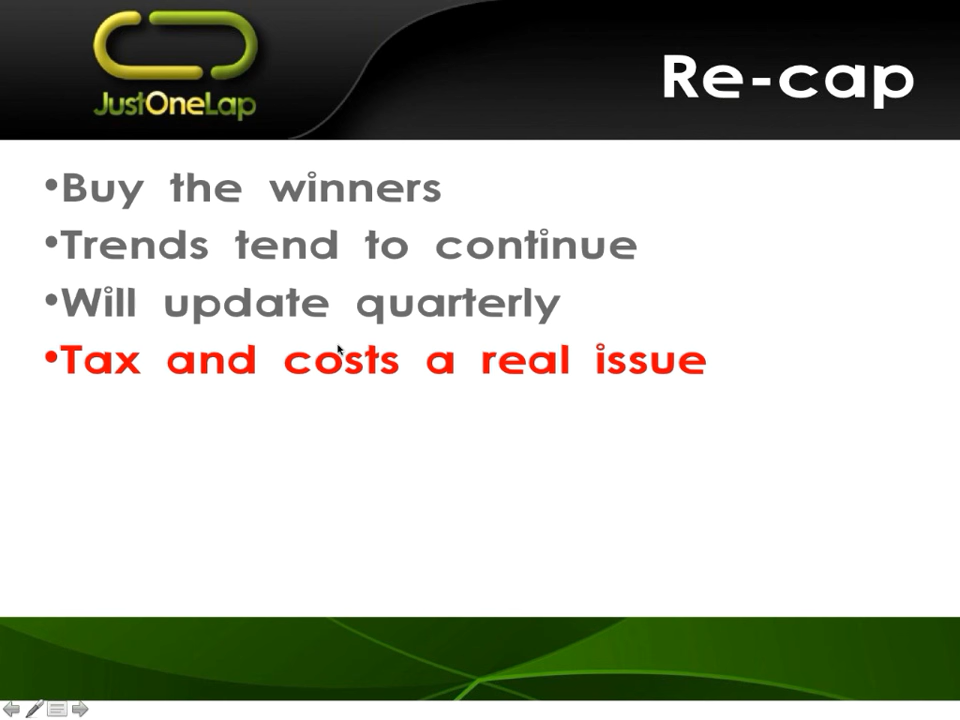 JustOneLap
Re-cap
•Buy the winners
•Trends tend to continue
•Will update quarterly
•Tax and costs a real issue